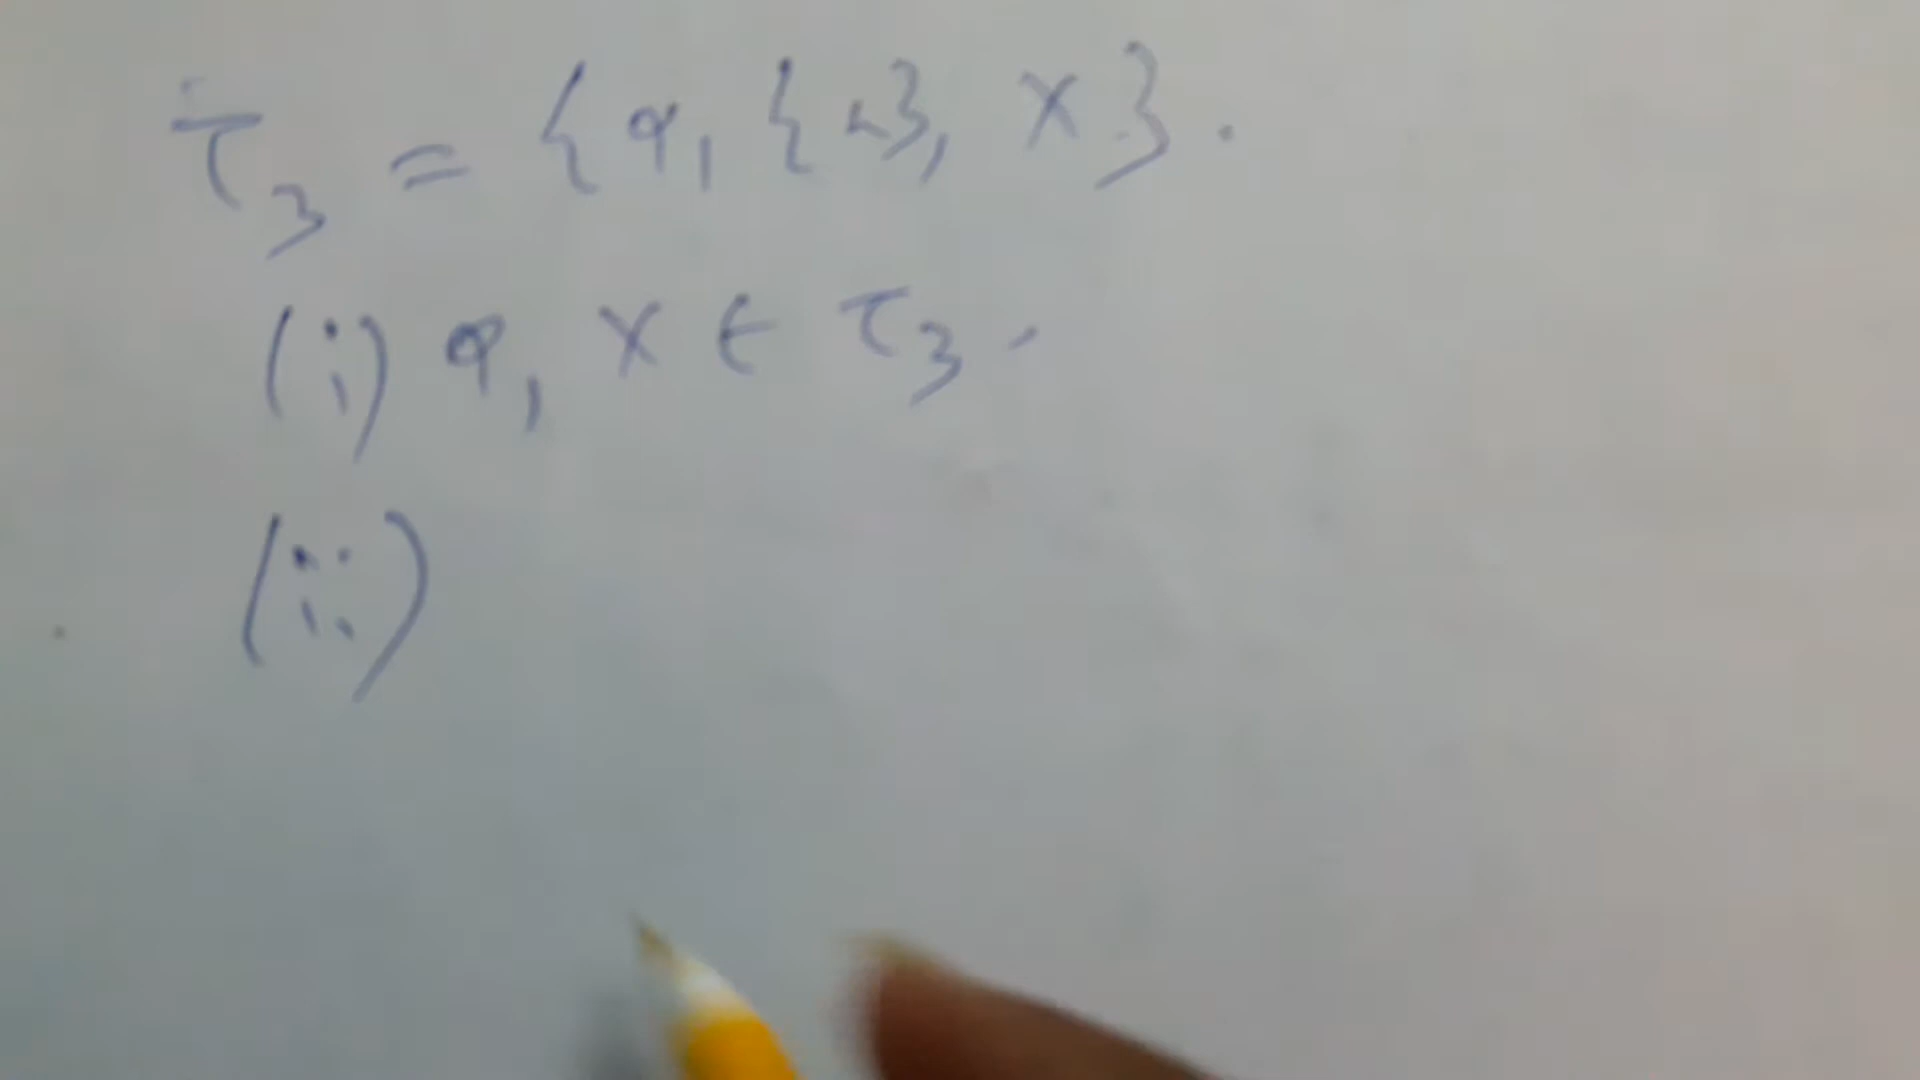 τ₃ = {φ, {a}, X}.
(i) φ, X ∈ τ₃.
(ii)